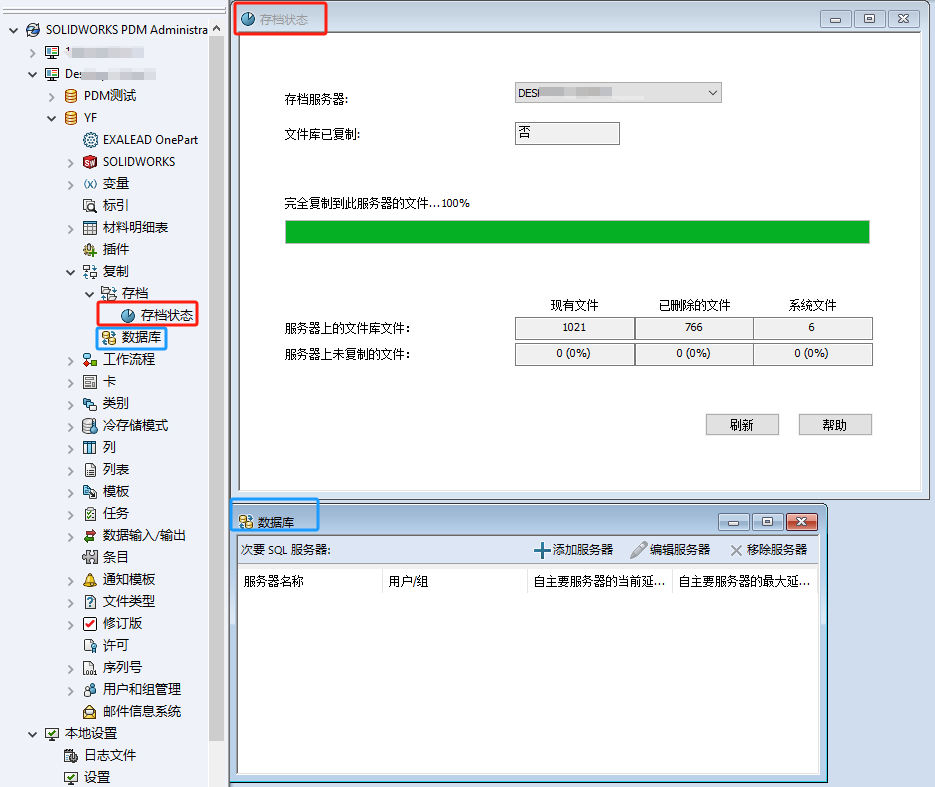 SOLIDWORKS PDM Administra
PDM测试
YF
EXALEAD OnePart
SOLIDWORKS
变量
标引
材料明细表
插件
复制
存档
存档状态
数据库
工作流程
卡
类别
冷存储模式
列
列表
模板
任务
数据输入/输出
条目
通知模板
文件类型
修订版
许可
序列号
用户和组管理
邮件信息系统
本地设置
日志文件
设置
存档状态
存档服务器:
文件库已复制: 否
完全复制到此服务器的文件...100%
现有文件 已删除的文件 系统文件
服务器上的文件库文件: 1021 766 6
服务器上未复制的文件: 0 (0%) 0 (0%) 0 (0%)
刷新 帮助
数据库
次要 SQL 服务器: 添加服务器 编辑服务器 移除服务器
服务器名称 用户/组 自主要服务器的当前延... 自主要服务器的最大延...